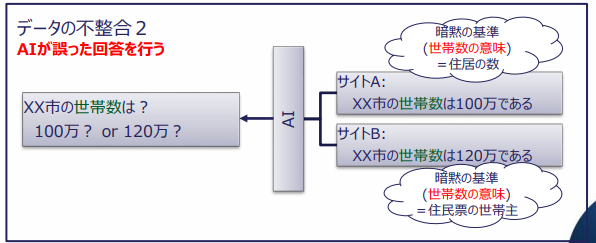 データの不整合２
AIが誤った回答を行う
XX市の世帯数は？
100万？ or 120万？
AI
暗黙の基準
(世帯数の意味)
＝住居の数
サイトA:
XX市の世帯数は100万である
サイトB:
XX市の世帯数は120万である
暗黙の基準
(世帯数の意味)
＝住民票の世帯主